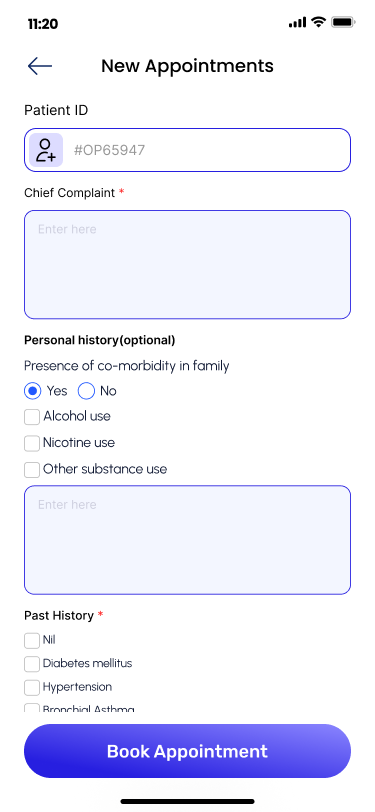 11:20
New Appointments
Patient ID
#OP65947
Chief Complaint *
Enter here
Personal history(optional)
Presence of co-morbidity in family
Yes No
Alcohol use
Nicotine use
Other substance use
Enter here
Past History *
Nil
Diabetes mellitus
Hypertension
Bronchial Asthma
Book Appointment